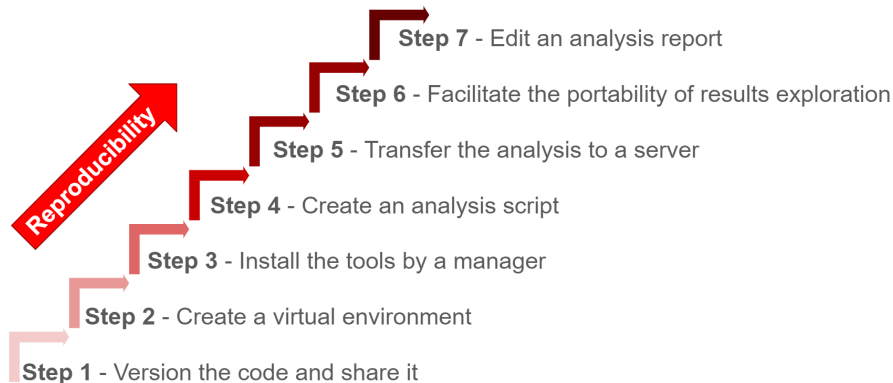 Step 7 - Edit an analysis report
Step 6 - Facilitate the portability of results exploration
Step 5 - Transfer the analysis to a server
Step 4 - Create an analysis script
Step 3 - Install the tools by a manager
Step 2 - Create a virtual environment
Step 1 - Version the code and share it
Reproducibility